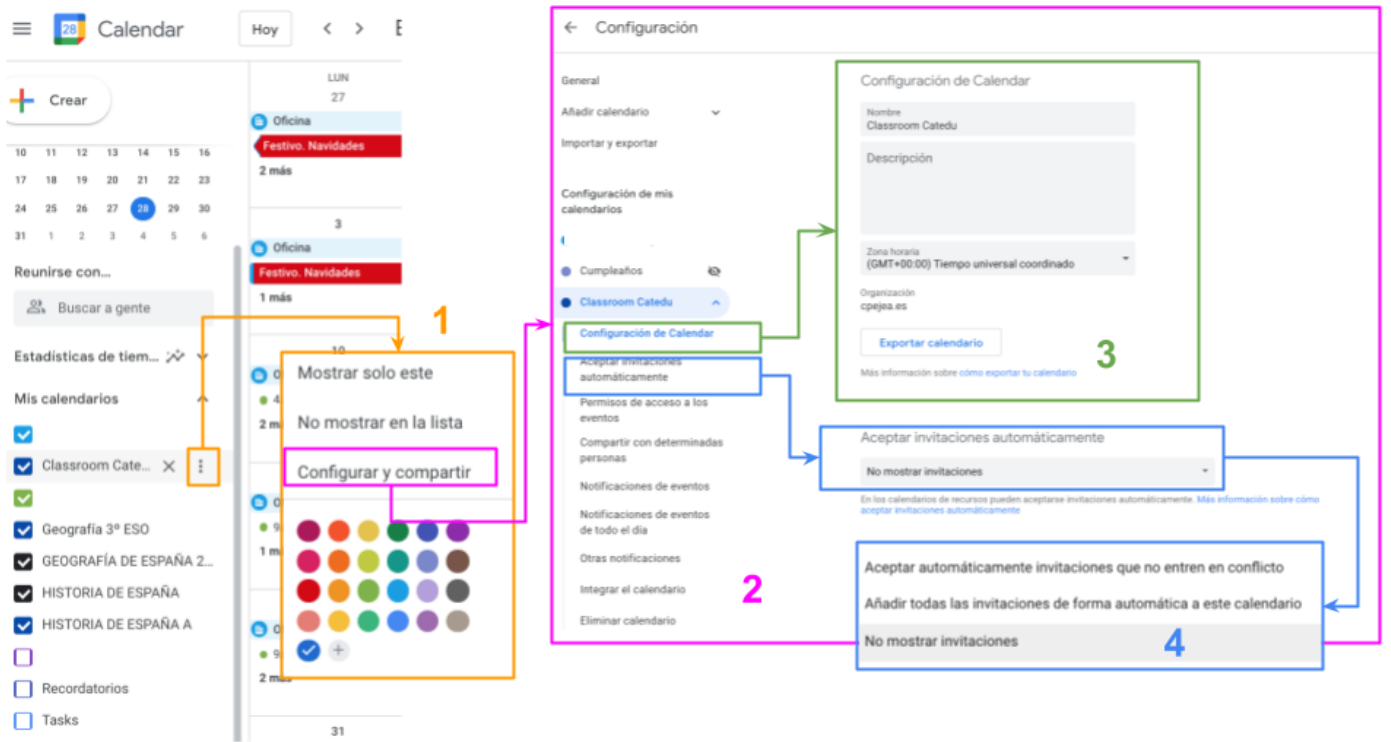 28 Calendar
Hoy
Crear
10 11 12 13 14 15 16
17 18 19 20 21 22 23
24 25 26 27 28 29 30
31 1 2 3 4 5 6
Reunirse con...
Buscar a gente
Estadísticas de tiem...
Mis calendarios
Classroom Cate...
Geografía 3º ESO
GEOGRAFÍA DE ESPAÑA 2...
HISTORIA DE ESPAÑA
HISTORIA DE ESPAÑA A
Recordatorios
Tasks
LUN
27
Oficina
Festivo. Navidades
2 más
3
Oficina
Festivo. Navidades
1 más
10
4
9
9
2 más
31
1
Mostrar solo este
No mostrar en la lista
Configurar y compartir
Configuración
General
Añadir calendario
Importar y exportar
Configuración de mis
calendarios
Cumpleaños
Classroom Catedu
Configuración de Calendar
Aceptar invitaciones
automáticamente
Permisos de acceso a los
eventos
Compartir con determinadas
personas
Notificaciones de eventos
Notificaciones de eventos
de todo el día
Otras notificaciones
Integrar el calendario
Eliminar calendario
2
Configuración de Calendar
Nombre
Classroom Catedu
Descripción
Zona horaria
(GMT+00:00) Tiempo universal coordinado
Organización
cpejea.es
Exportar calendario
Más información sobre cómo exportar tu calendario
3
Aceptar invitaciones automáticamente
No mostrar invitaciones
En los calendarios de recursos pueden aceptarse invitaciones automáticamente. Más información sobre cómo
aceptar invitaciones automáticamente
Aceptar automáticamente invitaciones que no entren en conflicto
Añadir todas las invitaciones de forma automática a este calendario
No mostrar invitaciones
4